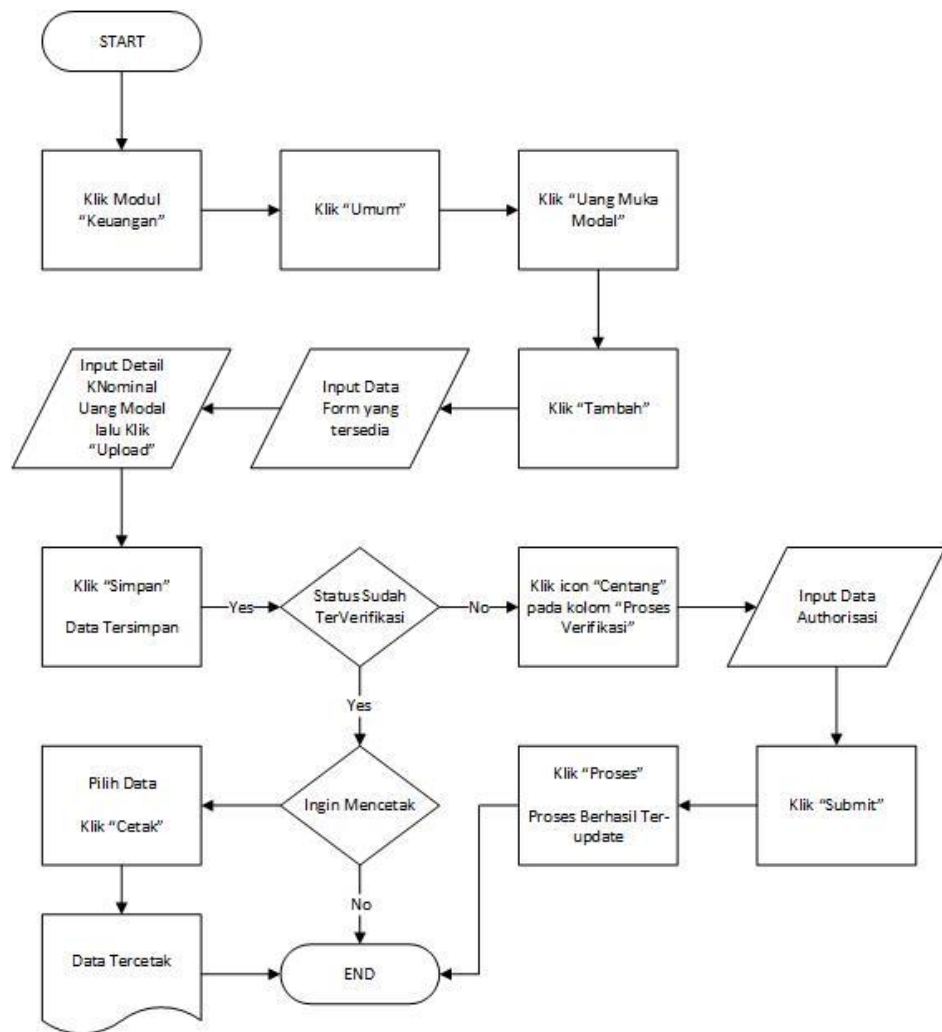 START
Klik Modul
“Keuangan”
Klik “Umum”
Klik “Uang Muka
Modal”
Input Detail
KNominal
Uang Modal
lalu Klik
“Upload”
Input Data
Form yang
tersedia
Klik “Tambah”
Klik “Simpan”
Data Tersimpan
Yes
Status Sudah
TerVerifikasi
No
Klik icon “Centang”
pada kolom “Proses
Verifikasi”
Input Data
Authorisasi
Yes
Pilih Data
Klik “Cetak”
Ingin Mencetak
Klik “Proses”
Proses Berhasil Ter-
update
Klik “Submit”
No
Data Tercetak
END